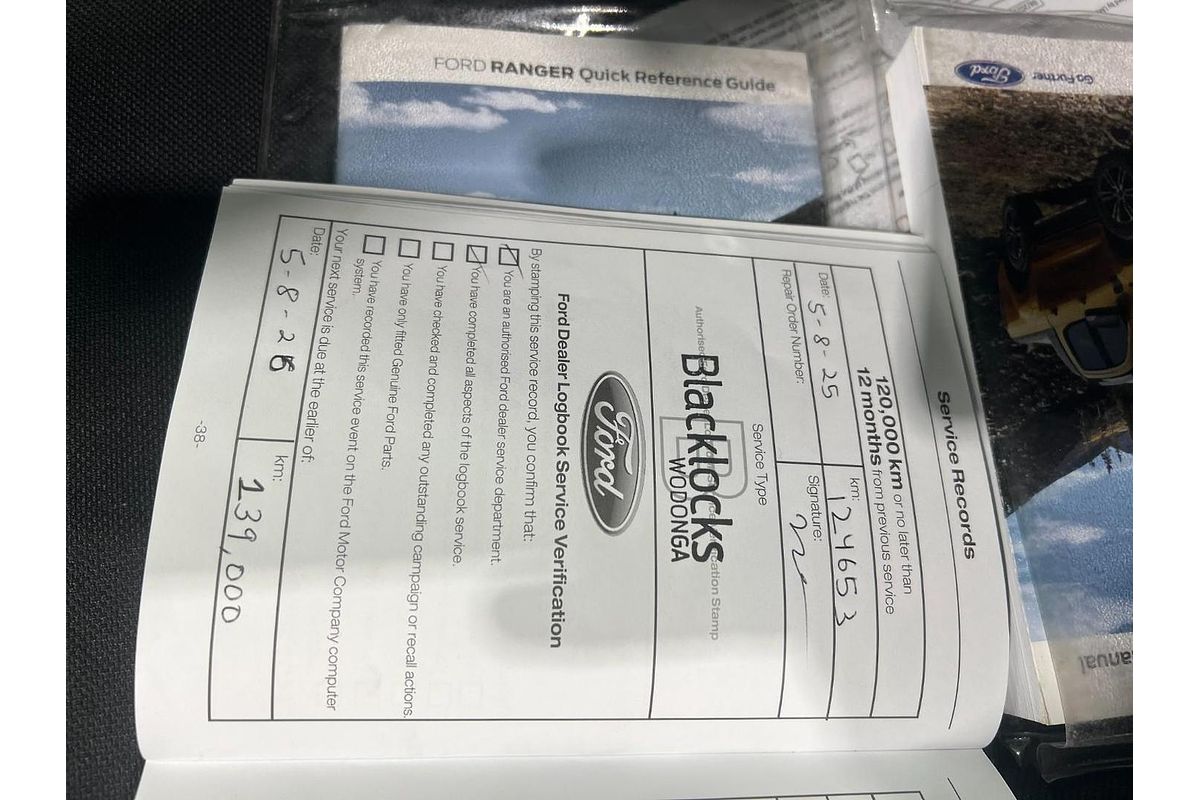 FORD RANGER Quick Reference Guide
Ford
Go Further
Service Records
120,000 km or no later than
12 months from previous service
Date: 5-8-25
km: 124653
Repair Order Number:
Signature:
Service Type
Blacklocks
WODONGA
cation Stamp
Ford
Ford Dealer Logbook Service Verification
By stamping this service record, you confirm that:
You are an authorised Ford dealer service department.
You have completed all aspects of the logbook service.
You have checked and completed any outstanding campaign or recall actions.
You have only fitted Genuine Ford Parts.
You have recorded this service event on the Ford Motor Company computer
system.
Your next service is due at the earlier of:
Date: 5-8-26
km: 139,000
-38-